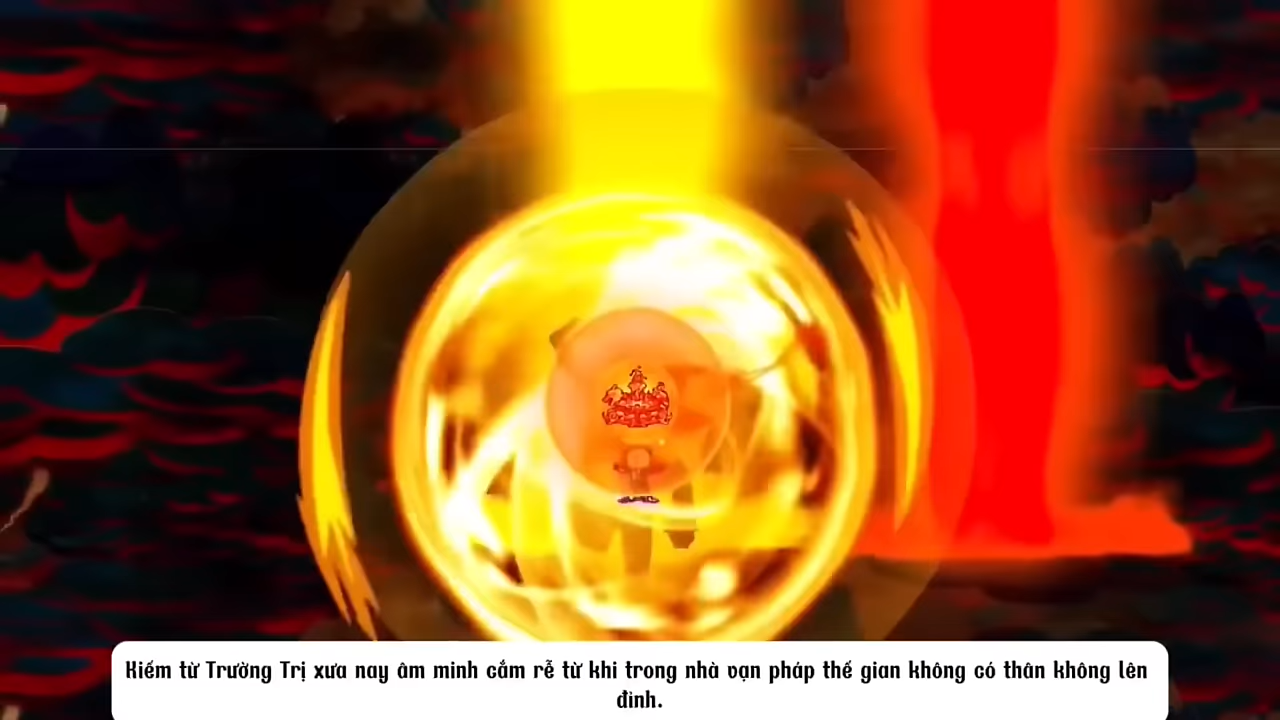 Kiếm từ Trường Trị xưa nay âm minh cắm rễ từ khi trong nhà vạn pháp thế gian không có thân không lên
đình.